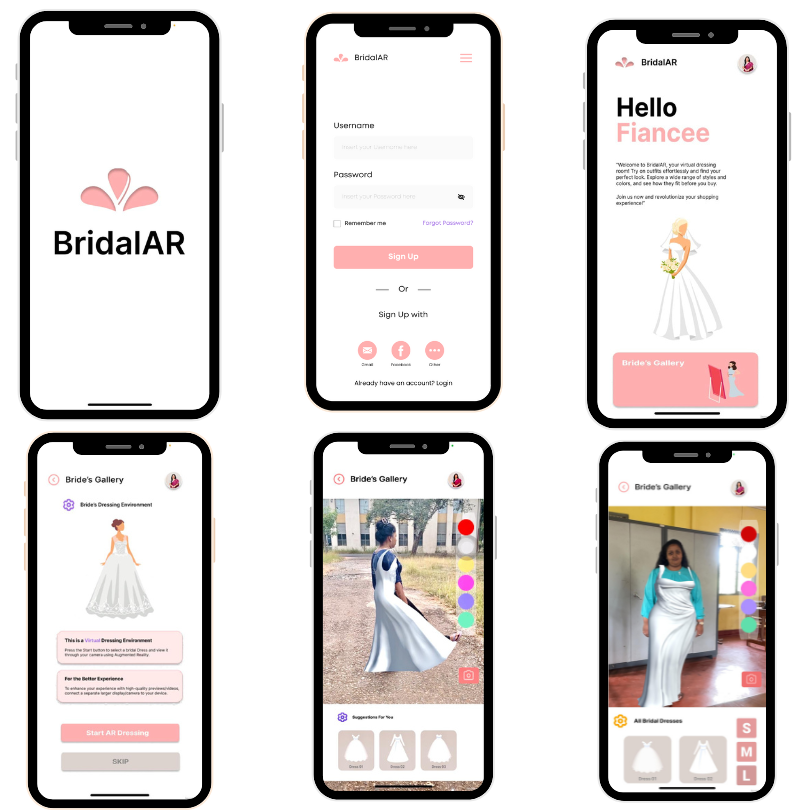 BridalAR
BridalAR
Username
Insert your username here
Password
Insert your Password here
Remember me
Forgot Password?
Sign Up
Or
Sign Up with
Gmail
Facebook
Other
Already have an account? Login
BridalAR
Hello
Fiancee
"Welcome to BridalAR, your virtual dressing
room! Try on outfits effortlessly and find your
perfect look. Explore a wide range of styles and
colors, and see how they fit before you buy.
Join us now and revolutionize your shopping
experience!"
Bride's Gallery
Bride's Gallery
Bride's Dressing Environment
This is a Virtual Dressing Environment
Press the Start button to select a bridal Dress and view it
through your camera using Augmented Reality.
For the Better Experience
To enhance your experience with high-quality previews/videos,
connect a separate larger display/camera to your device.
Start AR Dressing
SKIP
Bride's Gallery
Suggestions For You
Dress 01
Dress 02
Dress 03
Bride's Gallery
All Bridal Dresses
S
M
L
Dress 01
Dress 02